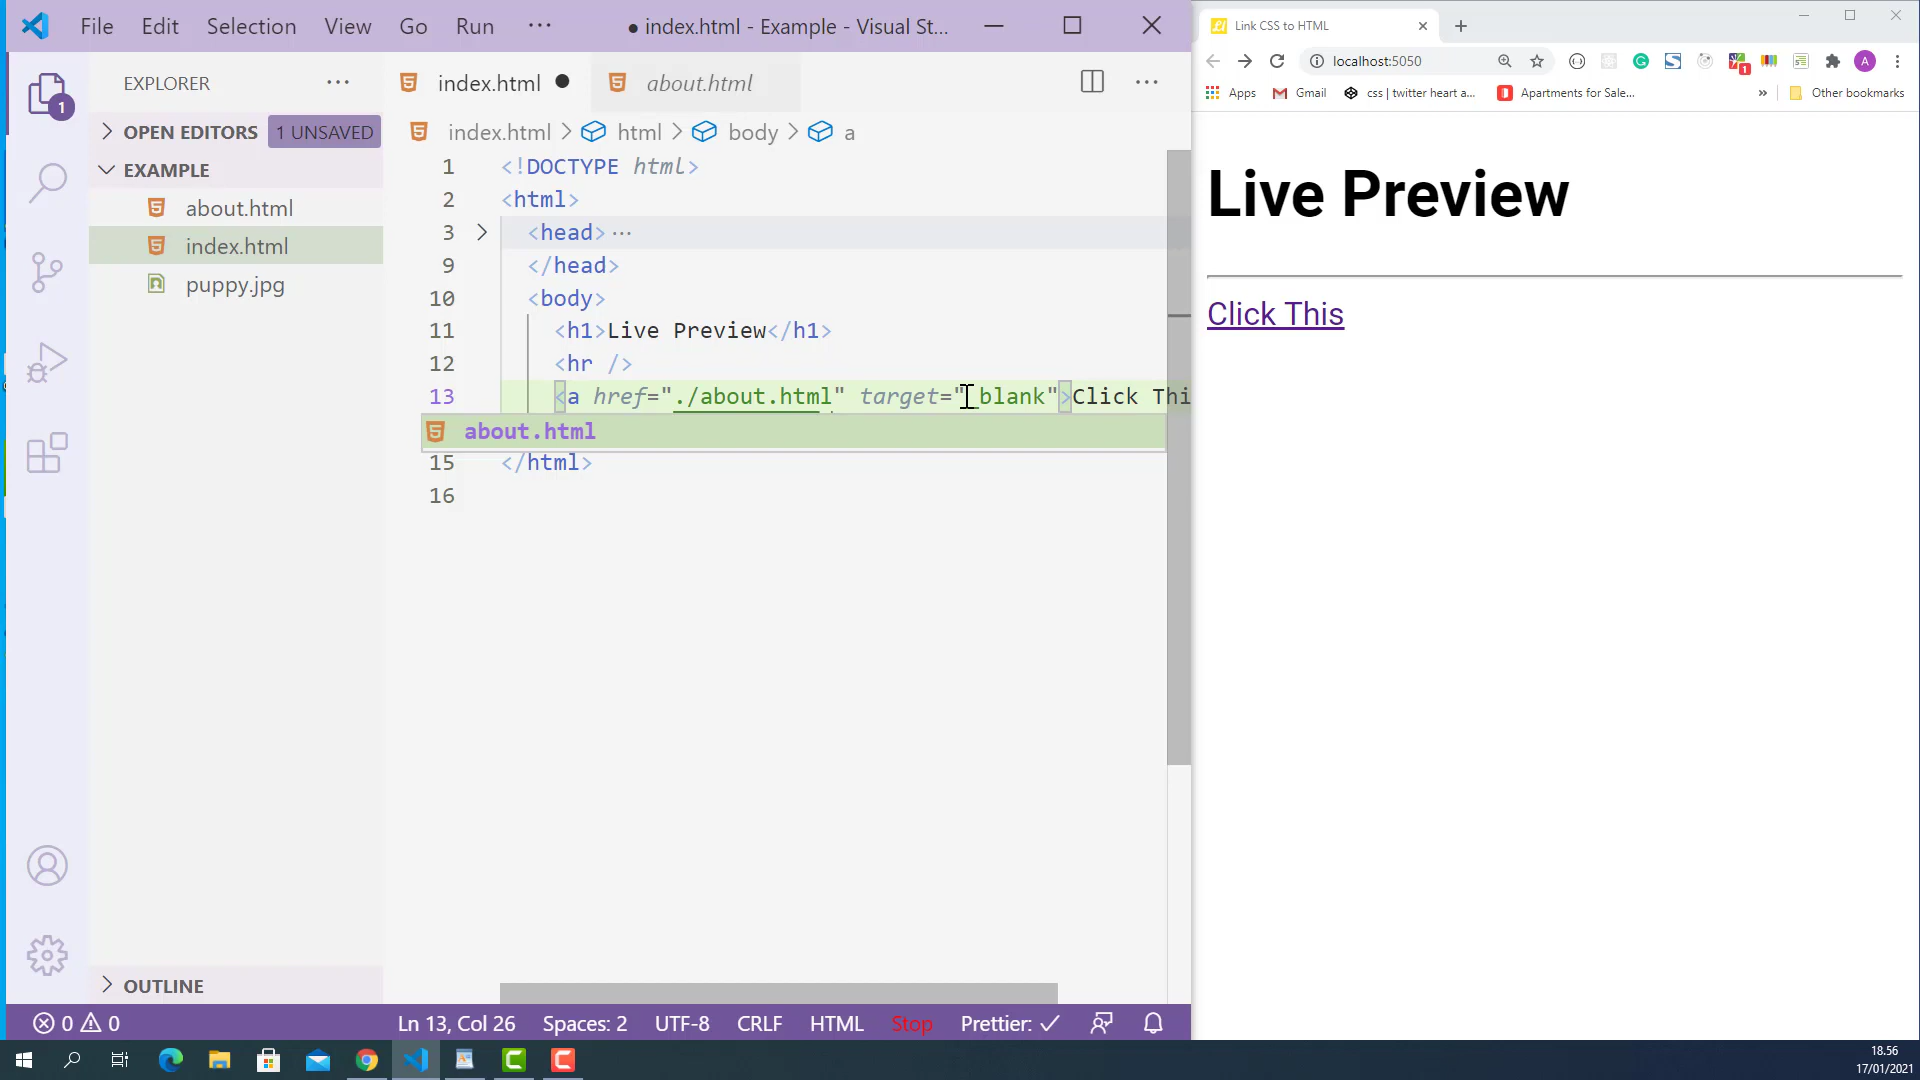 File Edit Selection View Go Run ··· ● index.html - Example - Visual St...
EXPLORER ···
1
OPEN EDITORS 1 UNSAVED
EXAMPLE
about.html
index.html
puppy.jpg
OUTLINE
index.html ● about.html ···
index.html > html > body > a
1 <!DOCTYPE html>
2 <html>
3 <head>···
9 </head>
10 <body>
11 <h1>Live Preview</h1>
12 <hr />
13 <a href="./about.html" target="_blank">Click Thi
about.html
15 </html>
16
0 0 Ln 13, Col 26 Spaces: 2 UTF-8 CRLF HTML Stop Prettier: ✓
Link CSS to HTML
localhost:5050
1
A
Apps Gmail css | twitter heart a... Apartments for Sale... » Other bookmarks
Live Preview
Click This
18.56
17/01/2021